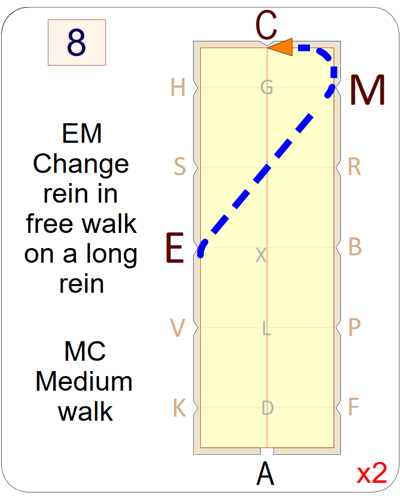 8
C
H G M
EM
Change
rein in
free walk
on a long
rein
S R
E X B
V L P
MC
Medium
walk
K D F
A
x2